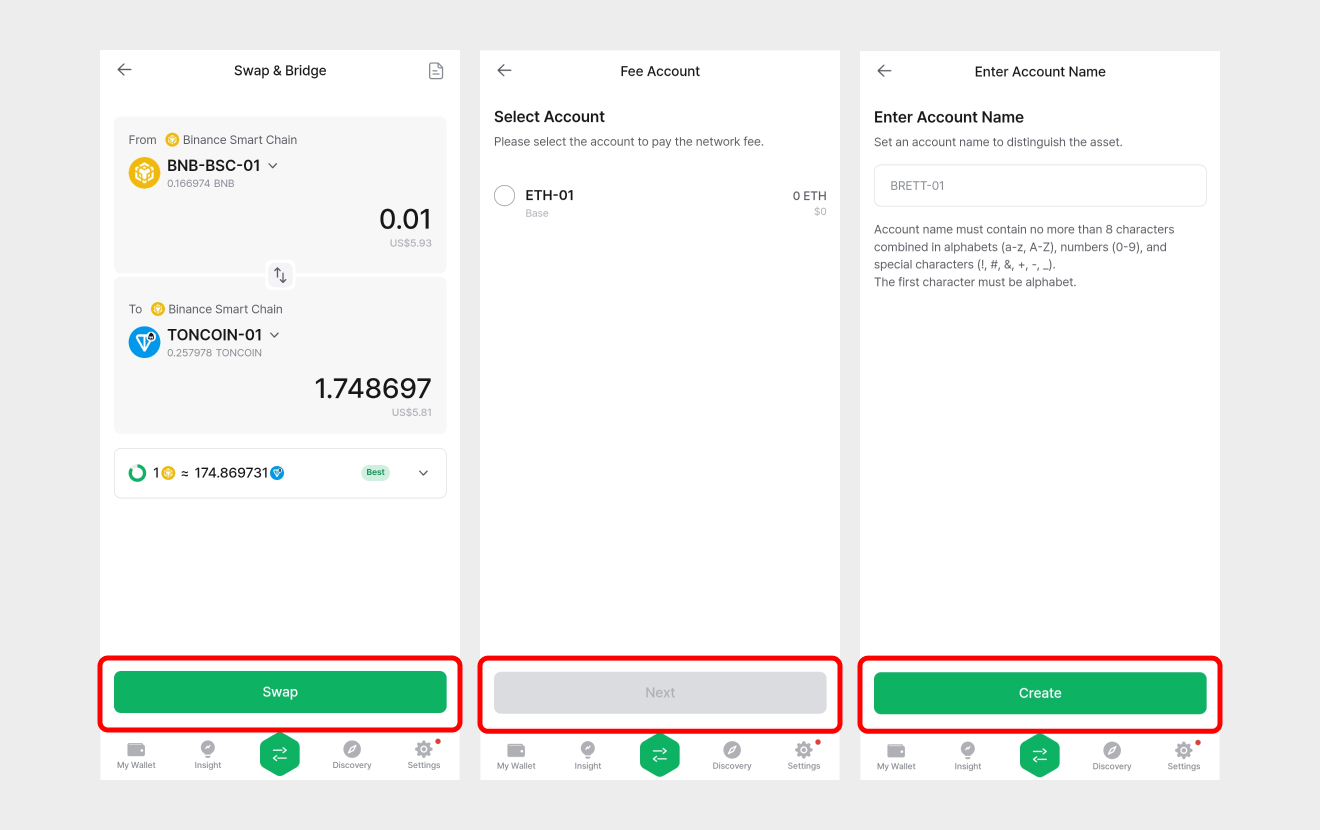 Swap & Bridge
From Binance Smart Chain
BNB-BSC-01
0.166974 BNB
0.01
US$5.93
To Binance Smart Chain
TONCOIN-01
0.257978 TONCOIN
1.748697
US$5.81
1 ≈ 174.869731 Best
Swap
My Wallet Insight Discovery Settings
Fee Account
Select Account
Please select the account to pay the network fee.
ETH-01 0 ETH
Base $0
Next
My Wallet Insight Discovery Settings
Enter Account Name
Enter Account Name
Set an account name to distinguish the asset.
BRETT-01
Account name must contain no more than 8 characters
combined in alphabets (a-z, A-Z), numbers (0-9), and
special characters (!, #, &, +, -, _).
The first character must be alphabet.
Create
My Wallet Insight Discovery Settings